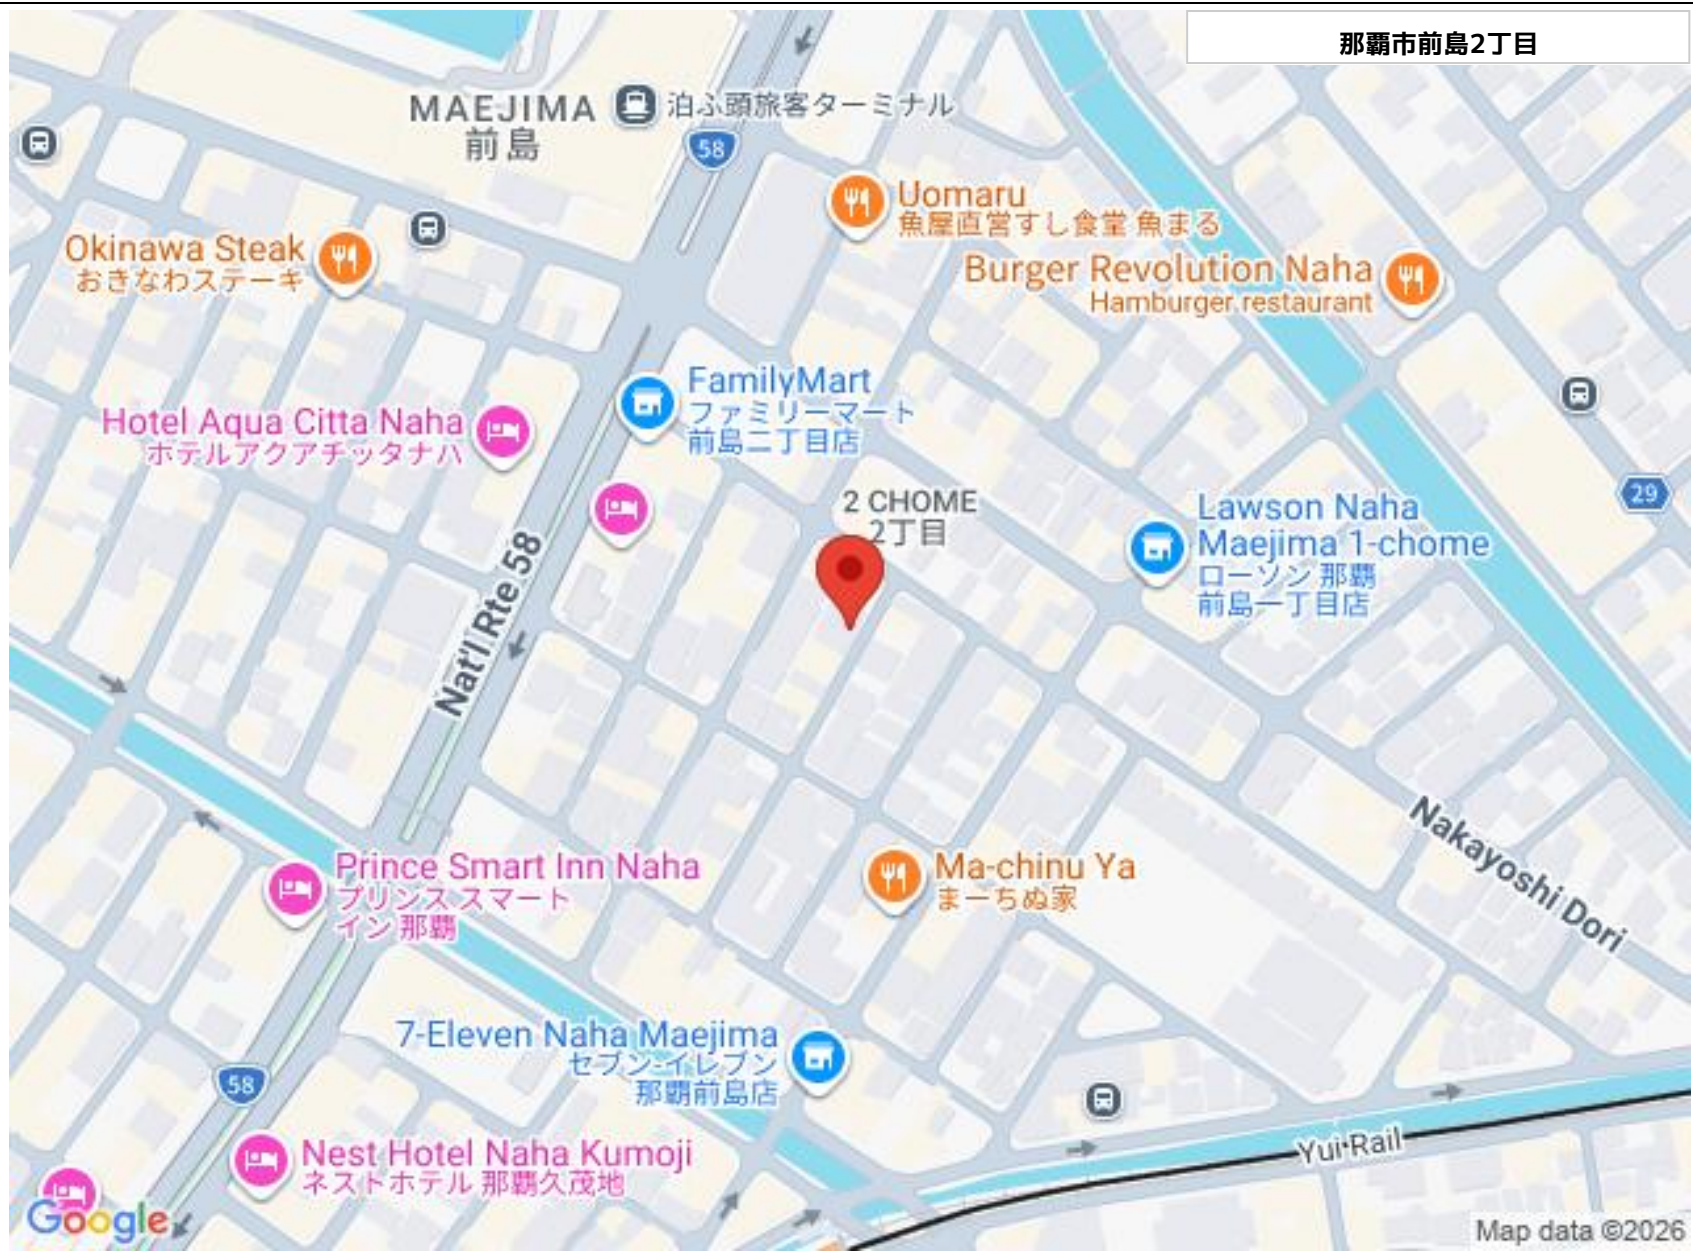 那覇市前島2丁目
MAEJIMA
前島
泊ふ頭旅客ターミナル
58
Uomaru
魚屋直営すし食堂 魚まる
Okinawa Steak
おきなわステーキ
Burger Revolution Naha
Hamburger restaurant
FamilyMart
ファミリーマート
前島二丁目店
Hotel Aqua Citta Naha
ホテルアクアチッタナハ
2 CHOME
2丁目
29
Lawson Naha
Maejima 1-chome
ローソン 那覇
前島一丁目店
Nat'l Rte 58
Nakayoshi Dori
Prince Smart Inn Naha
プリンス スマート
イン 那覇
Ma-chinu Ya
まーちぬ家
7-Eleven Naha Maejima
セブン-イレブン
那覇前島店
58
Yui Rail
Nest Hotel Naha Kumoji
ネストホテル 那覇久茂地
Google
Map data ©2026